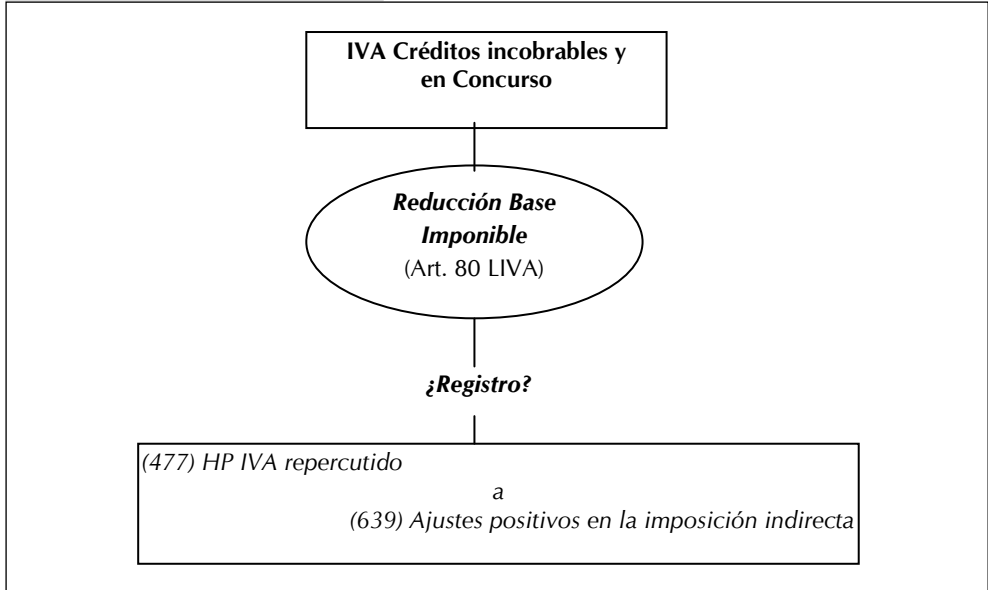 IVA Créditos incobrables y
en Concurso
Reducción Base
Imponible
(Art. 80 LIVA)
¿Registro?
(477) HP IVA repercutido
a
(639) Ajustes positivos en la imposición indirecta